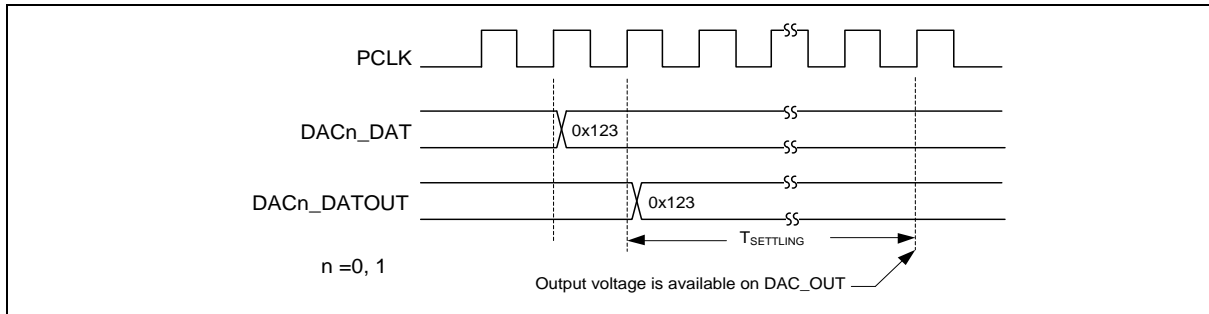 PCLK
DACn_DAT
0x123
DACn_DATOUT
0x123
TSETTLING
n =0, 1
Output voltage is available on DAC_OUT